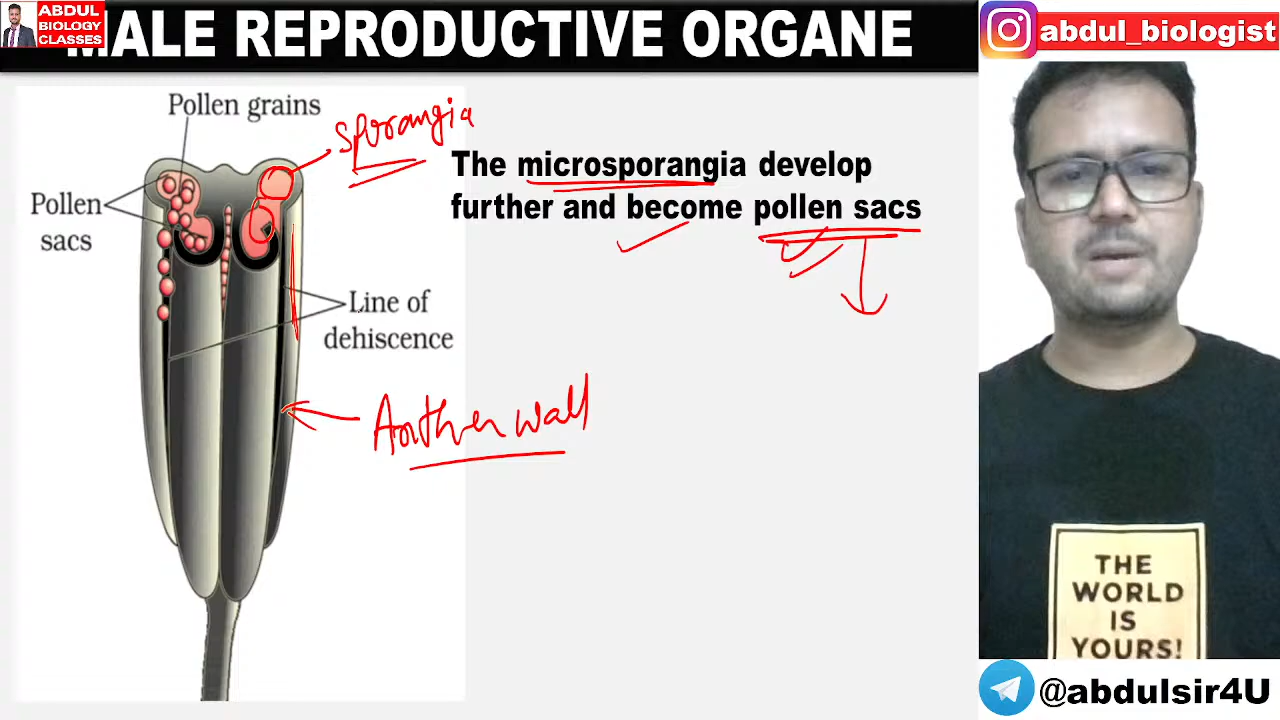 ABDUL
BIOLOGY
CLASSES
MALE REPRODUCTIVE ORGANE
abdul_biologist
Pollen grains
Sporangia
Pollen
sacs
The microsporangia develop
further and become pollen sacs
Line of
dehiscence
Anther wall
THE
WORLD
IS
YOURS!
@abdulsir4U